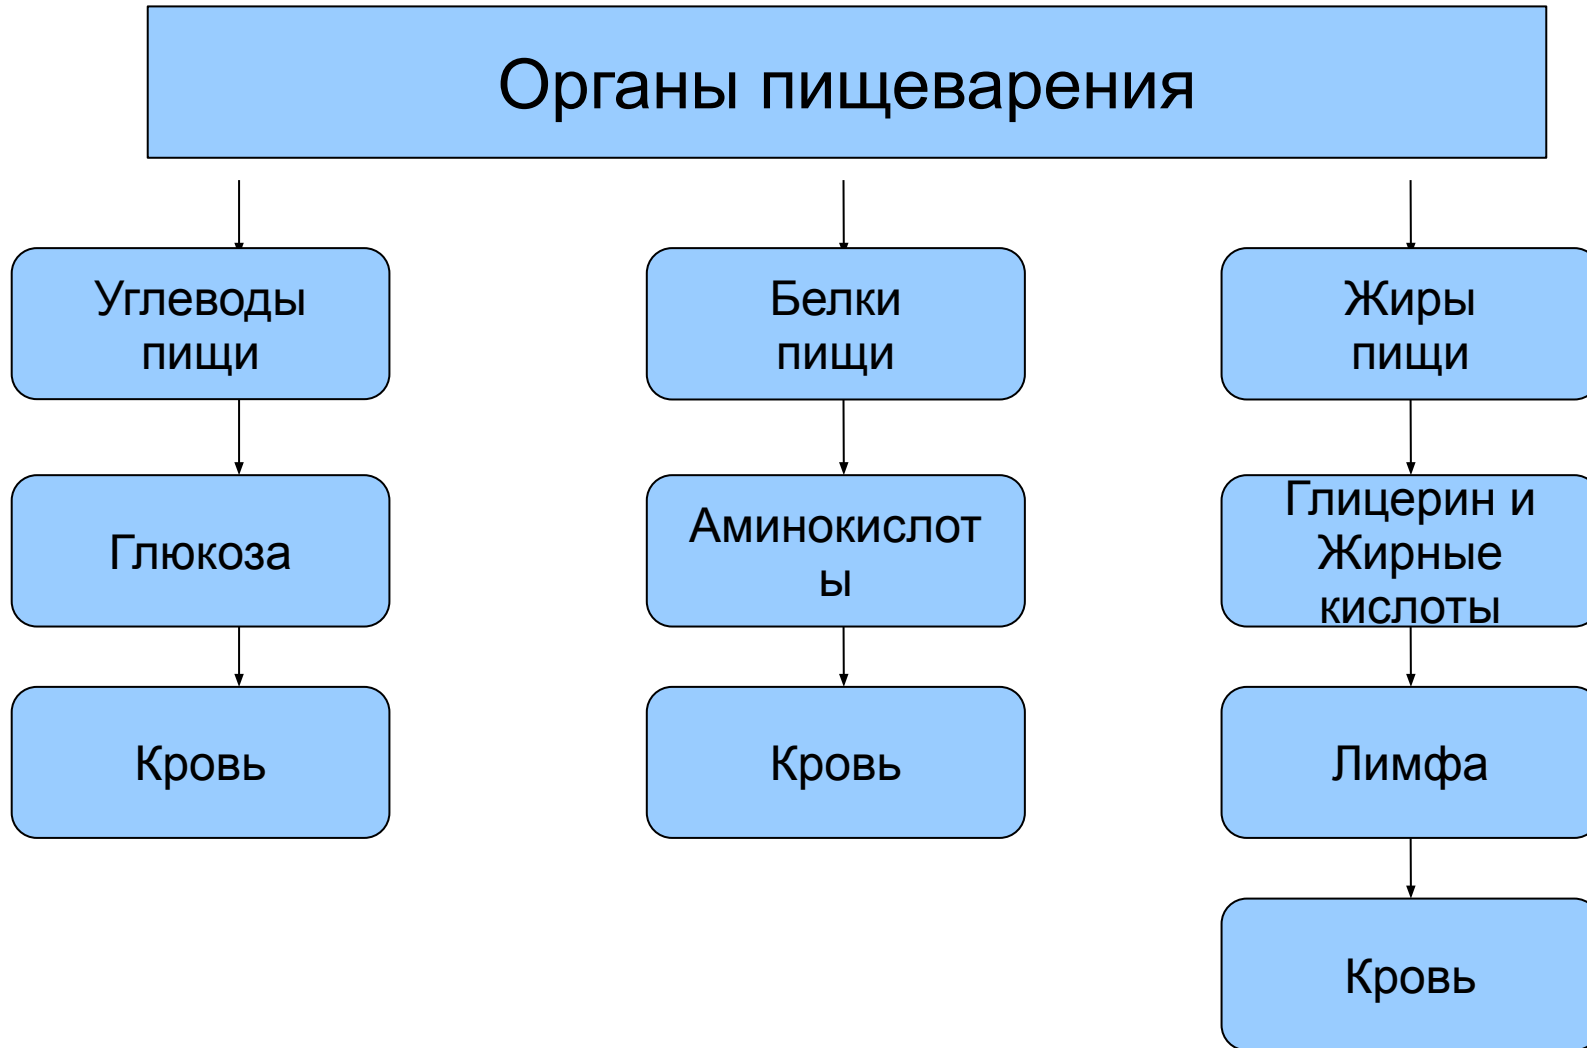 Органы пищеварения
Углеводы
пищи
Белки
пищи
Жиры
пищи
Глюкоза
Аминокислот
ы
Глицерин и
Жирные
кислоты
Кровь
Кровь
Лимфа
Кровь